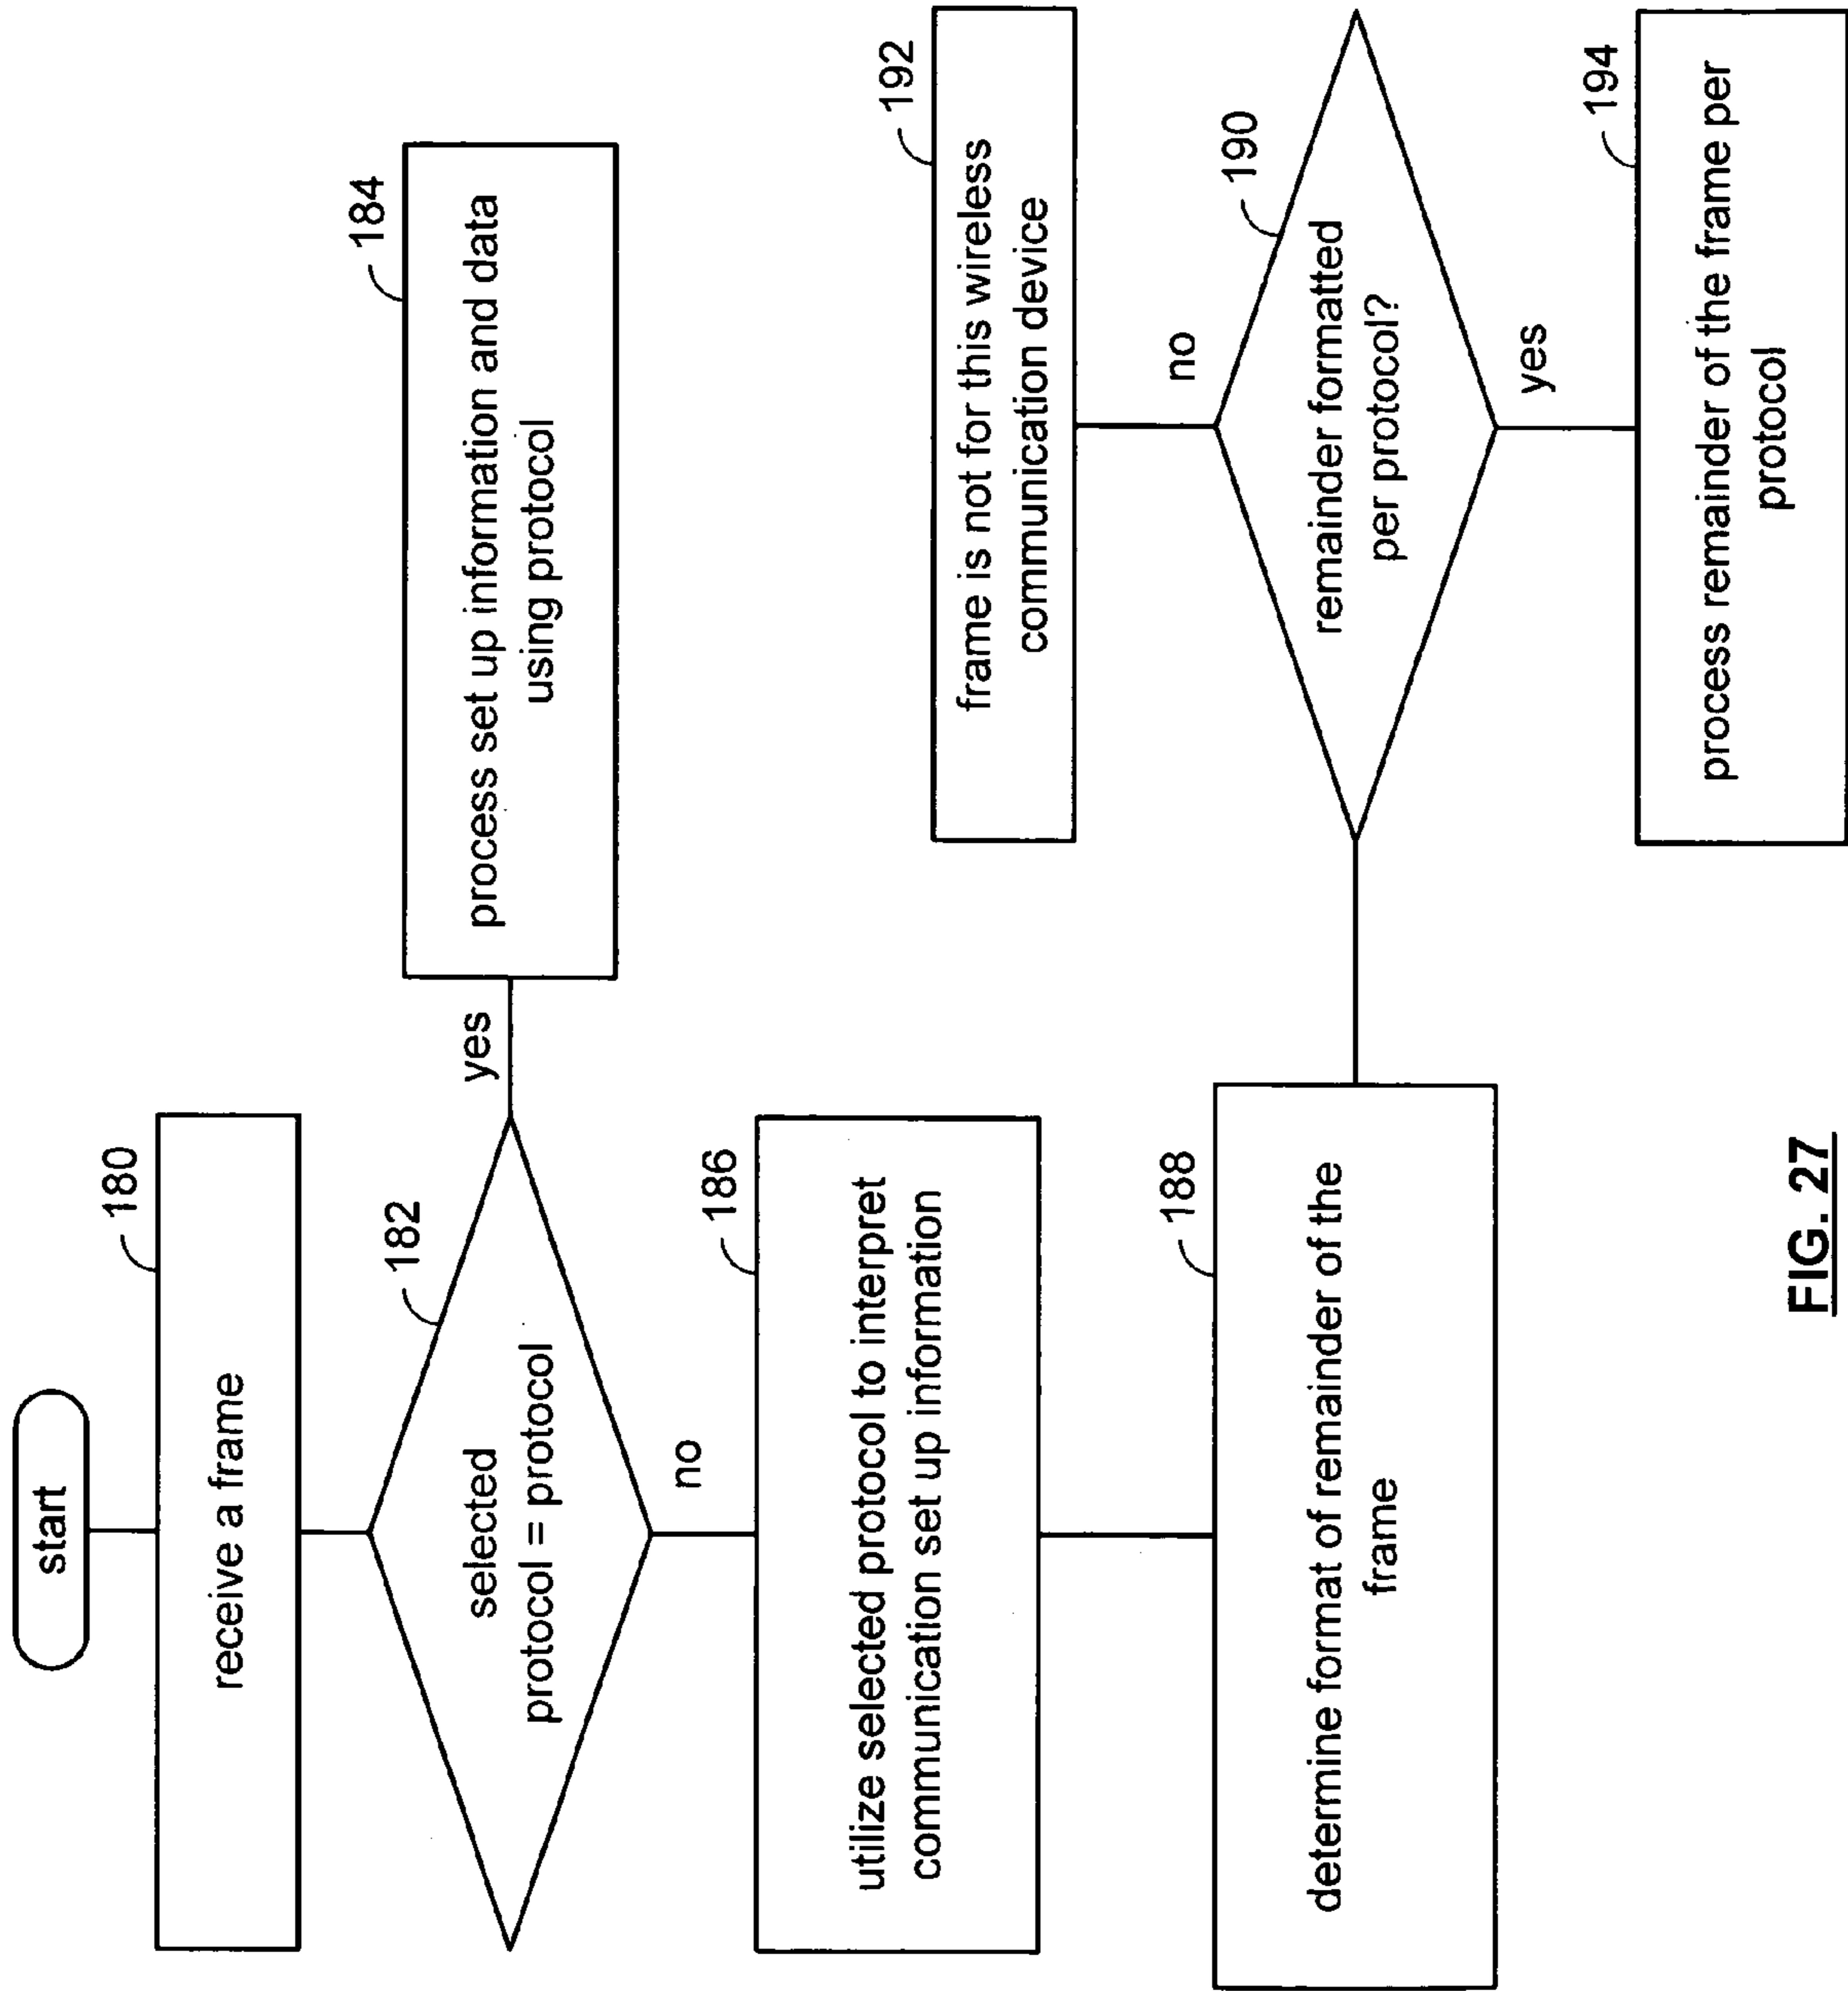 start
180
receive a frame
182
selected
protocol = protocol
yes
184
process set up information and data
using protocol
no
186
utilize selected protocol to interpret
communication set up information
188
determine format of remainder of the
frame
190
remainder formatted
per protocol?
no
192
frame is not for this wireless
communication device
yes
194
process remainder of the frame per
protocol
FIG. 27